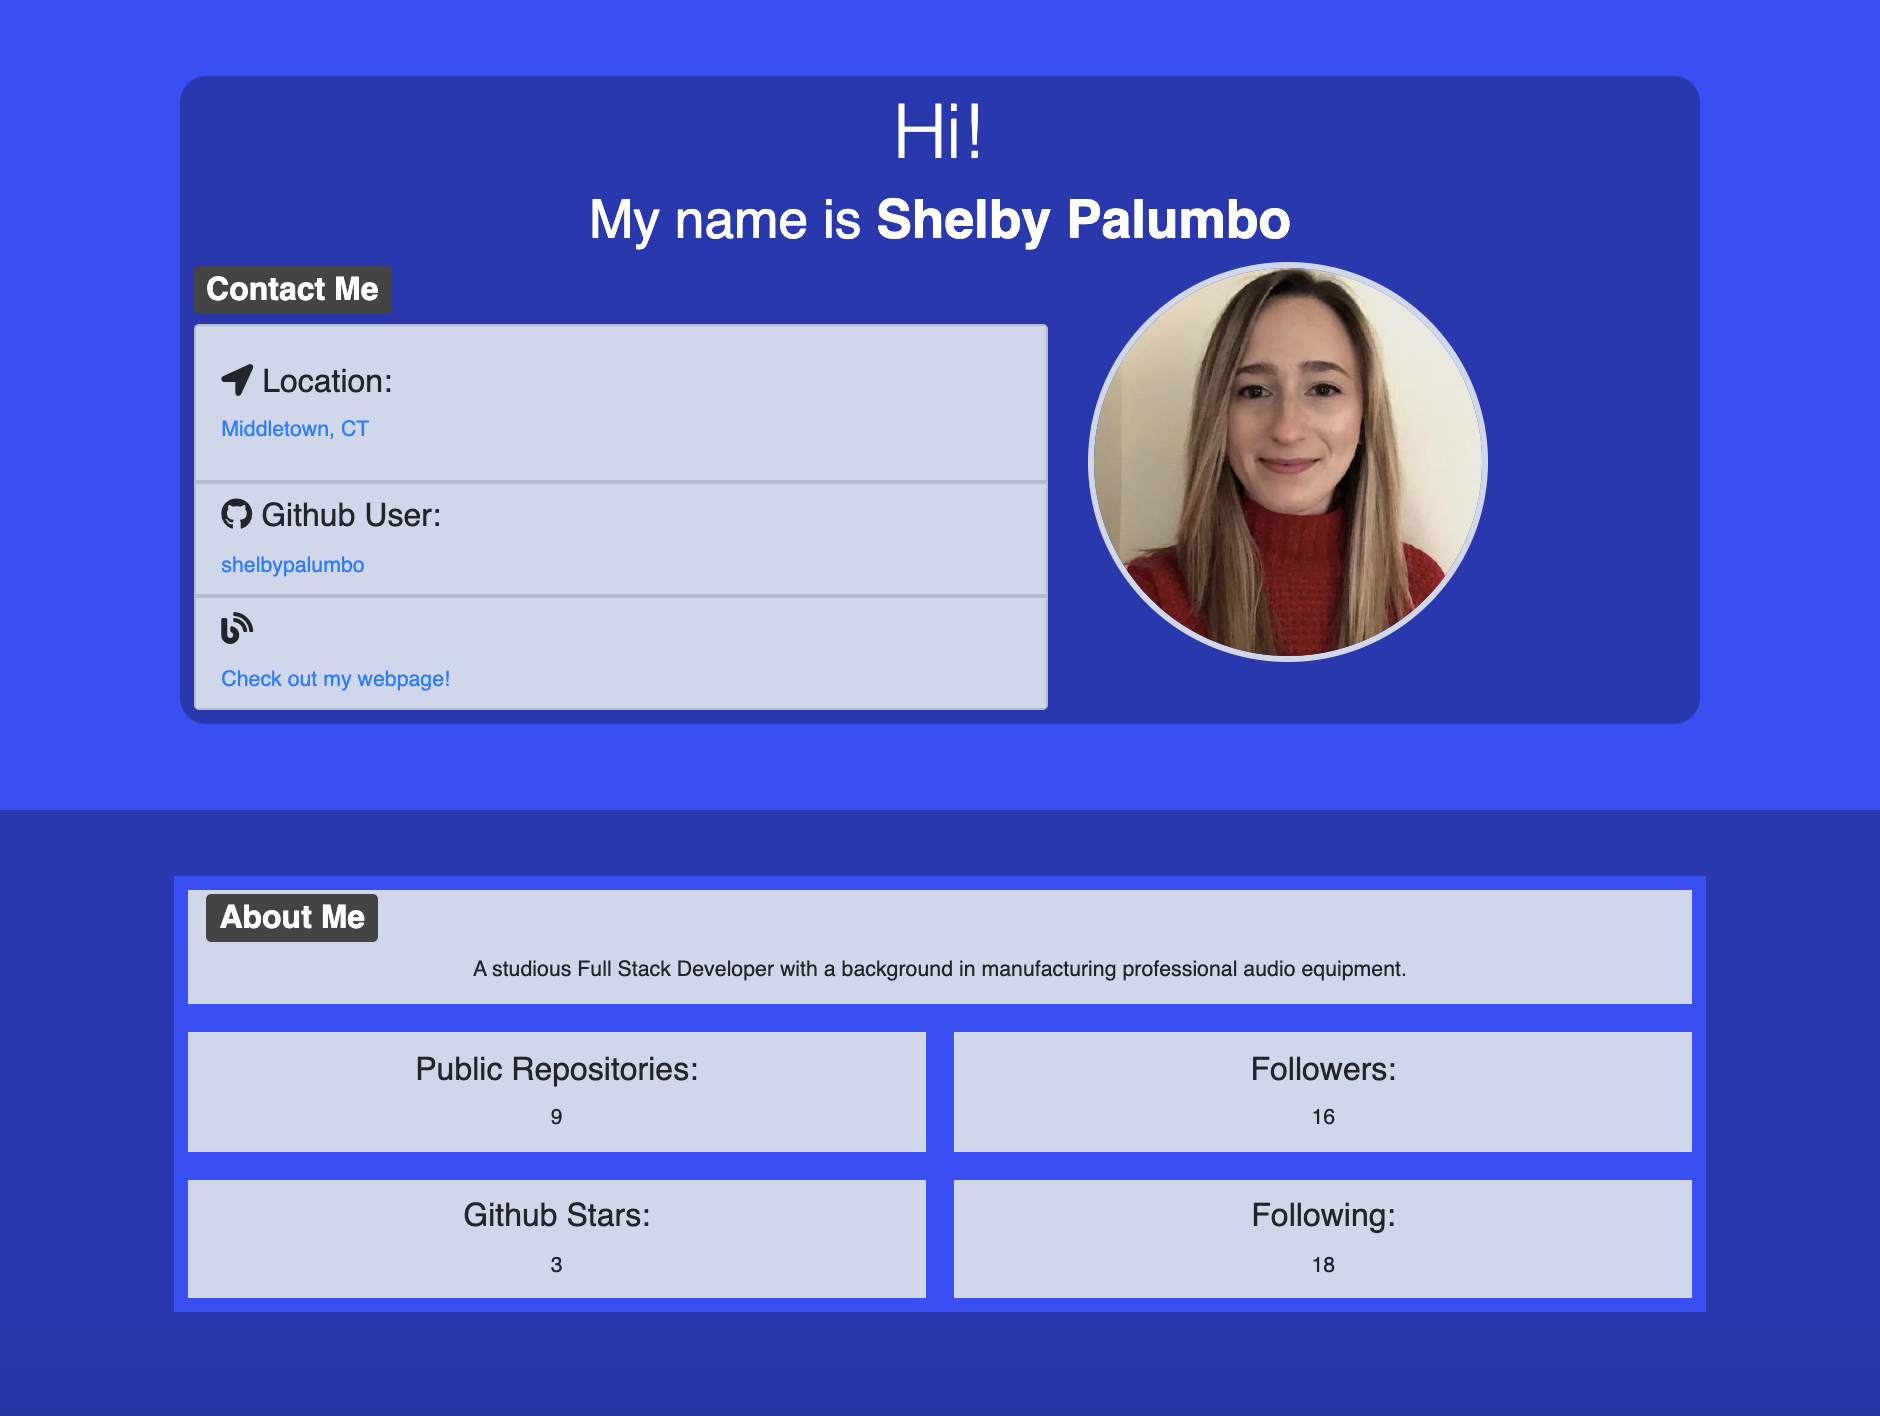 Hi!
My name is Shelby Palumbo
Contact Me
Location:
Middletown, CT
Github User:
shelbypalumbo
Check out my webpage!
About Me
A studious Full Stack Developer with a background in manufacturing professional audio equipment.
Public Repositories:
9
Followers:
16
Github Stars:
3
Following:
18